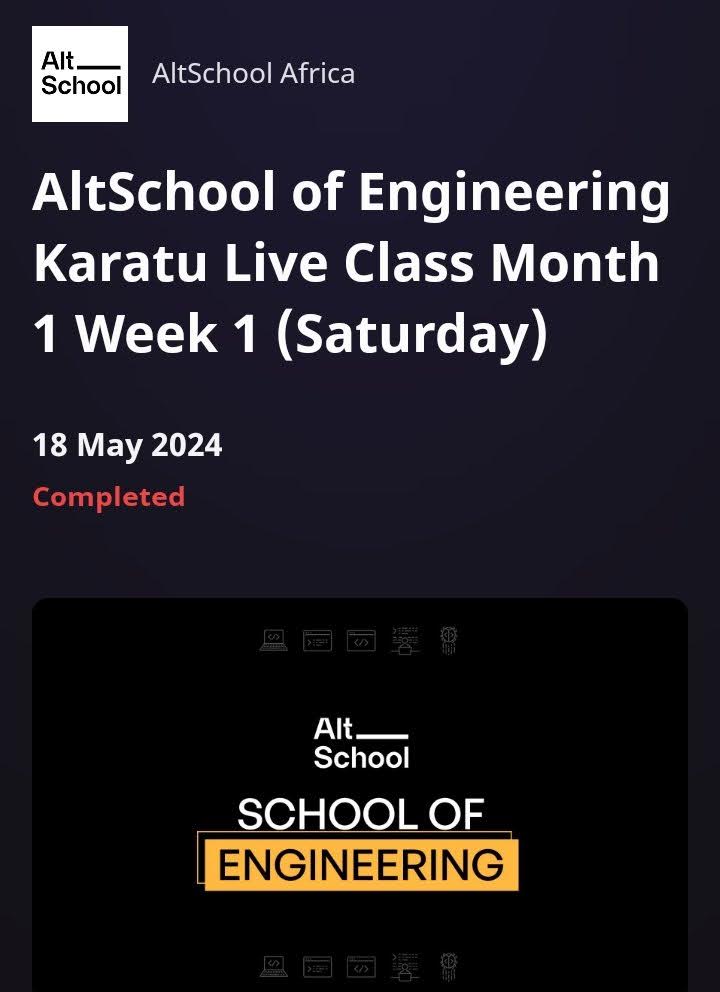 Alt
School
AltSchool Africa
AltSchool of Engineering
Karatu Live Class Month
1 Week 1 (Saturday)
18 May 2024
Completed
Alt
School
SCHOOL OF
ENGINEERING